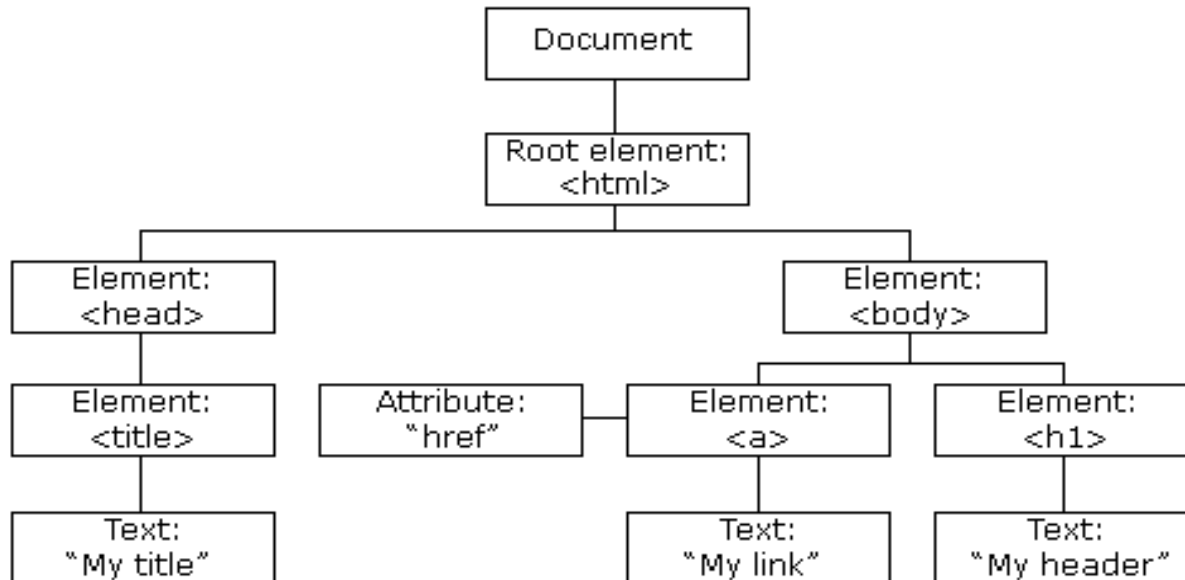 Document
Root element:
<html>
Element:
<head>
Element:
<body>
Element:
<title>
Attribute:
“href”
Element:
<a>
Element:
<h1>
Text:
“My title”
Text:
“My link”
Text:
“My header”